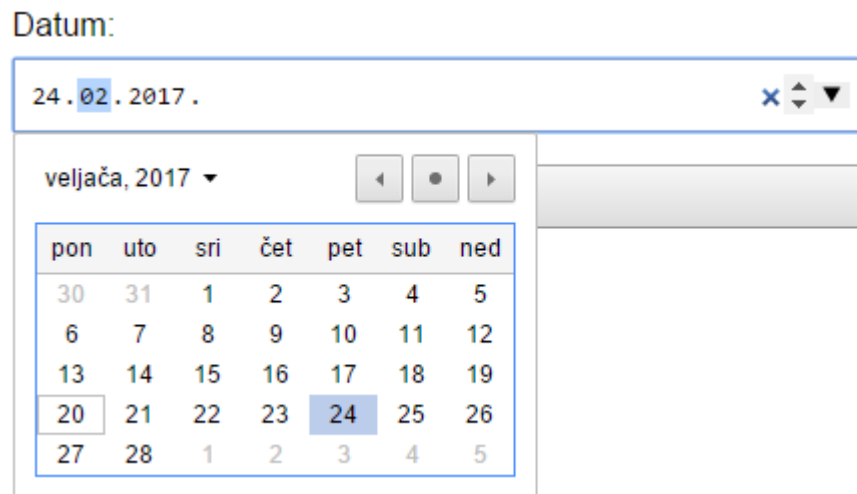 Datum:
24.02.2017.
veljača, 2017
pon uto sri čet pet sub ned
30 31 1 2 3 4 5
6 7 8 9 10 11 12
13 14 15 16 17 18 19
20 21 22 23 24 25 26
27 28 1 2 3 4 5